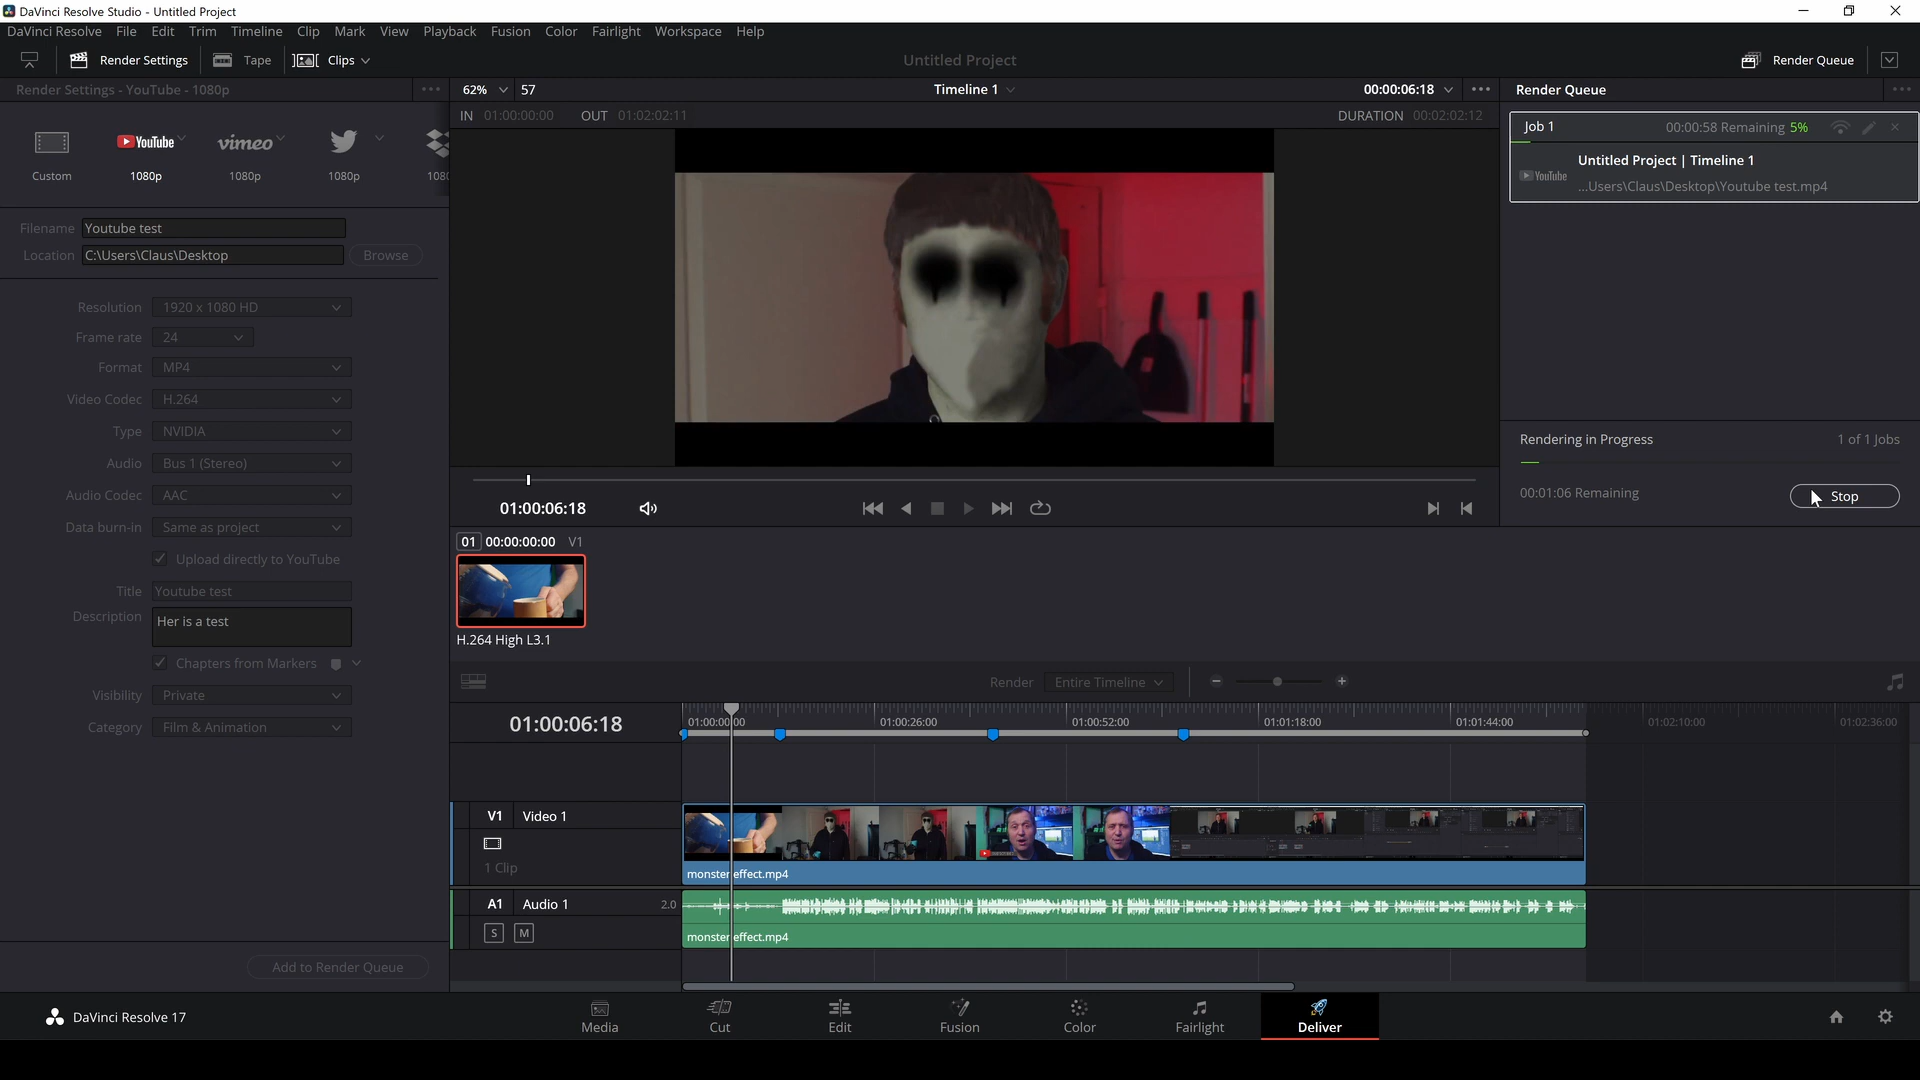 DaVinci Resolve Studio - Untitled Project
DaVinci Resolve File Edit Trim Timeline Clip Mark View Playback Fusion Color Fairlight Workspace Help
Render Settings Tape Clips Untitled Project Render Queue
Render Settings - YouTube - 1080p 62% 57 Timeline 1 00:00:06:18 Render Queue
IN 01:00:00:00 OUT 01:02:02:11 DURATION 00:02:02:12
Job 1 00:00:58 Remaining 5%
YouTube vimeo
Custom 1080p 1080p 1080p 108
Untitled Project | Timeline 1
YouTube ...Users\Claus\Desktop\Youtube test.mp4
Filename Youtube test
Location C:\Users\Claus\Desktop Browse
Resolution 1920 x 1080 HD
Frame rate 24
Format MP4
Video Codec H.264
Type NVIDIA
Audio Bus 1 (Stereo)
Audio Codec AAC
Data burn-in Same as project
Upload directly to YouTube
Title Youtube test
Description Her is a test
Chapters from Markers
Visibility Private
Category Film & Animation
Add to Render Queue
Rendering in Progress 1 of 1 Jobs
00:01:06 Remaining Stop
01:00:06:18
01 00:00:00:00 V1
H.264 High L3.1
Render Entire Timeline
01:00:06:18 01:00:00:00 01:00:26:00 01:00:52:00 01:01:18:00 01:01:44:00 01:02:10:00 01:02:36:00
V1 Video 1
1 Clip
monstereffect.mp4
A1 Audio 1 2.0
S M
monstereffect.mp4
DaVinci Resolve 17
Media Cut Edit Fusion Color Fairlight Deliver